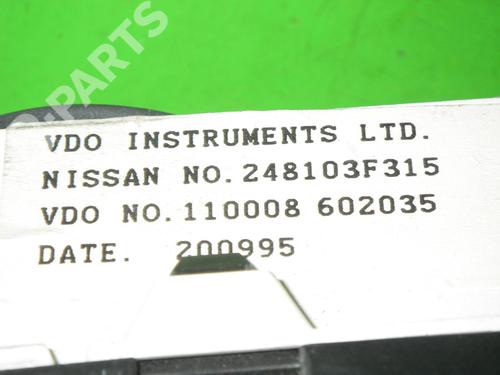 B-PARTS
VDO INSTRUMENTS LTD.
NISSAN NO.248103F315
VDO NO.110008 602035
DATE. 200995